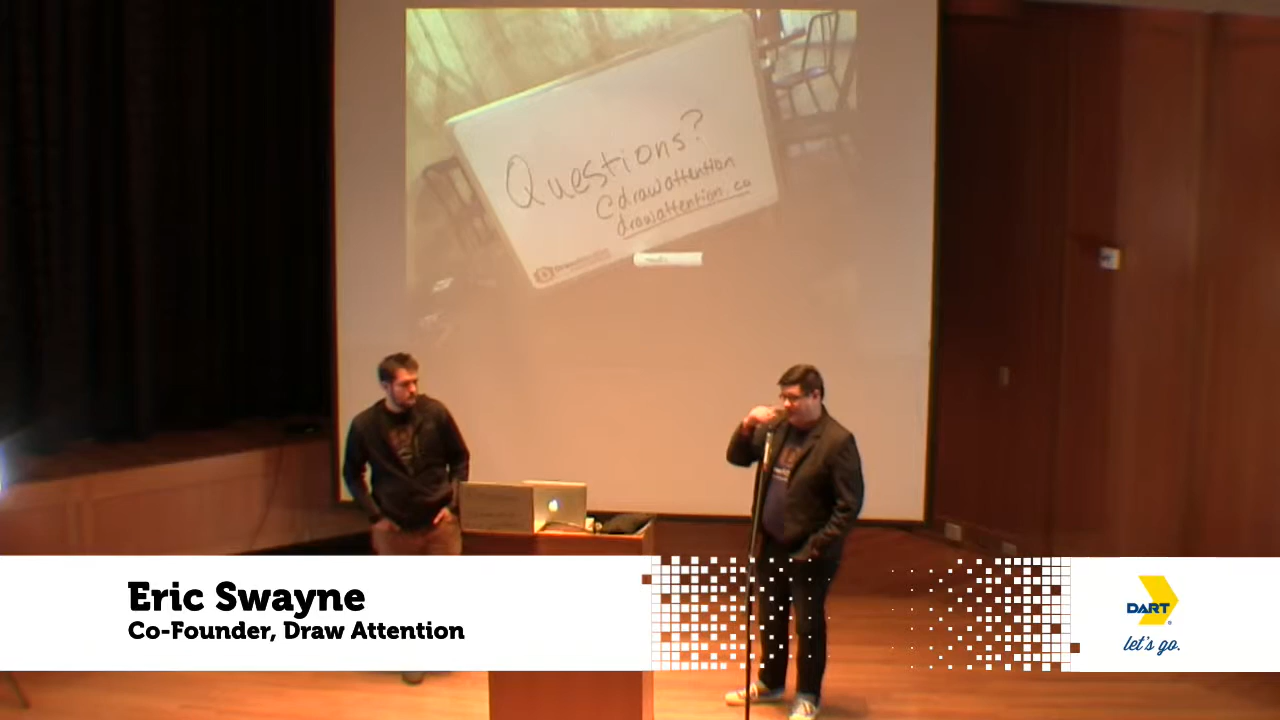 Questions?
@drawattention
drawattention.co
Eric Swayne
Co-Founder, Draw Attention
DART
let's go.